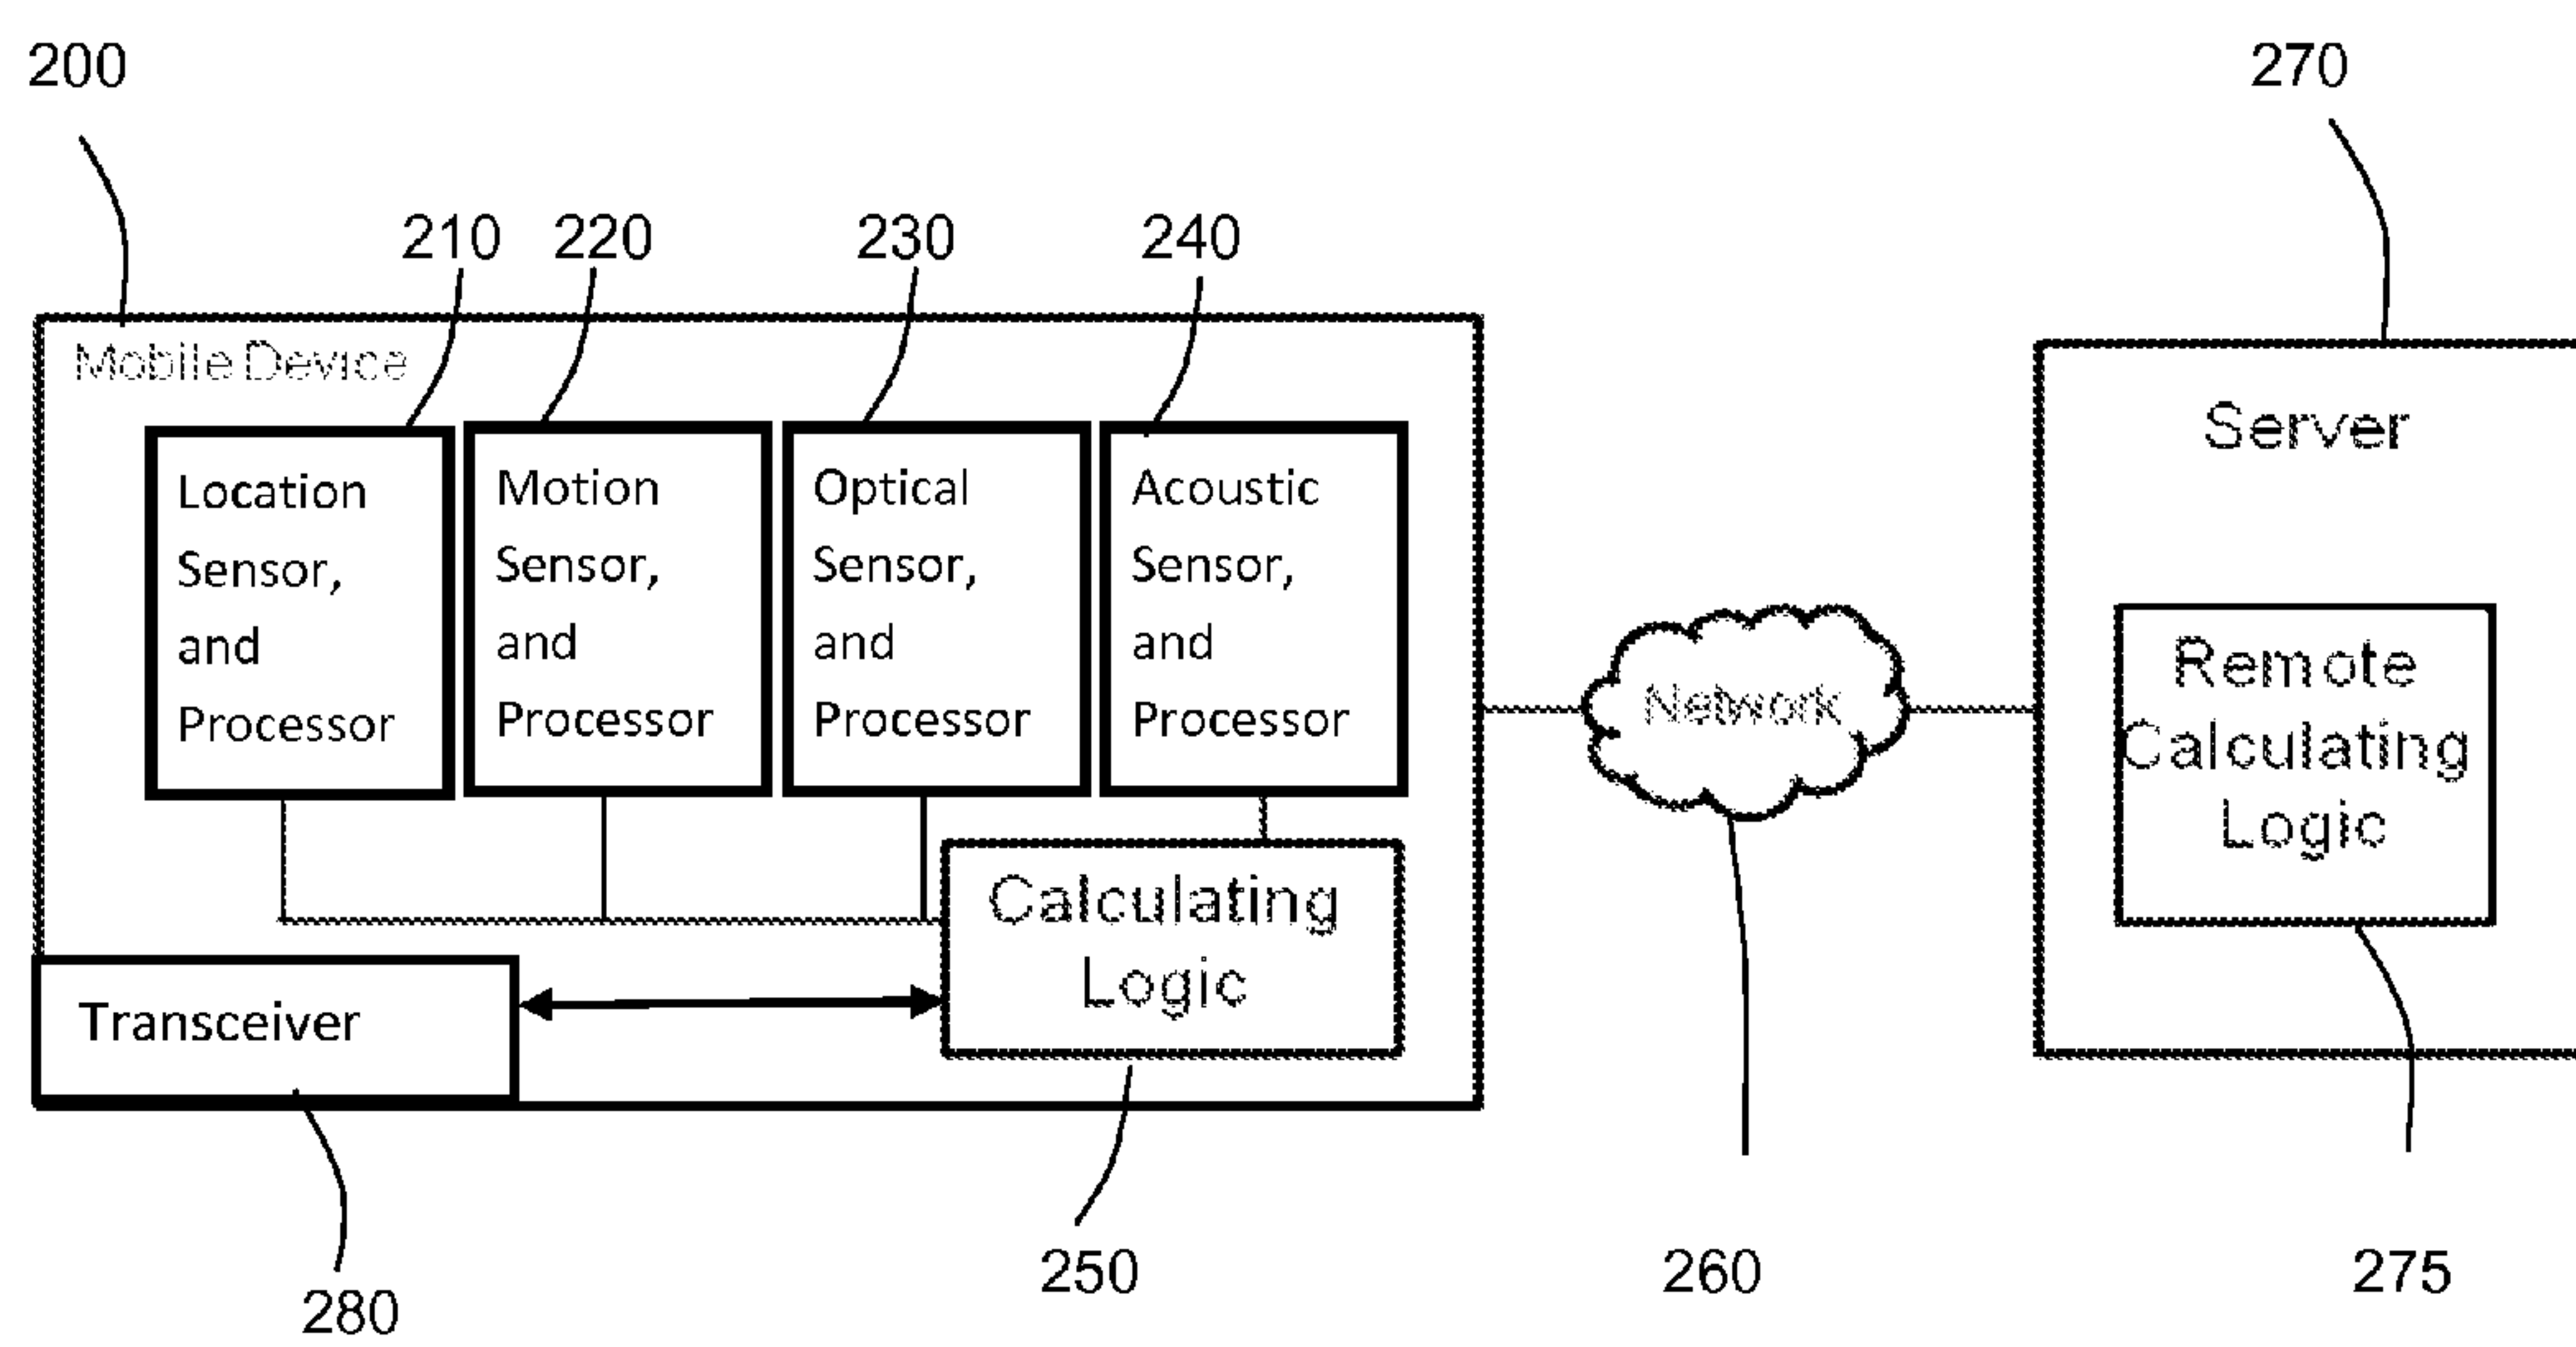 200
270
210
220
230
240
Mobile Device
Location
Sensor,
and
Processor
Motion
Sensor,
and
Processor
Optical
Sensor,
and
Processor
Acoustic
Sensor,
and
Processor
Calculating
Logic
Transceiver
Network
Server
Remote
Calculating
Logic
280
250
260
275